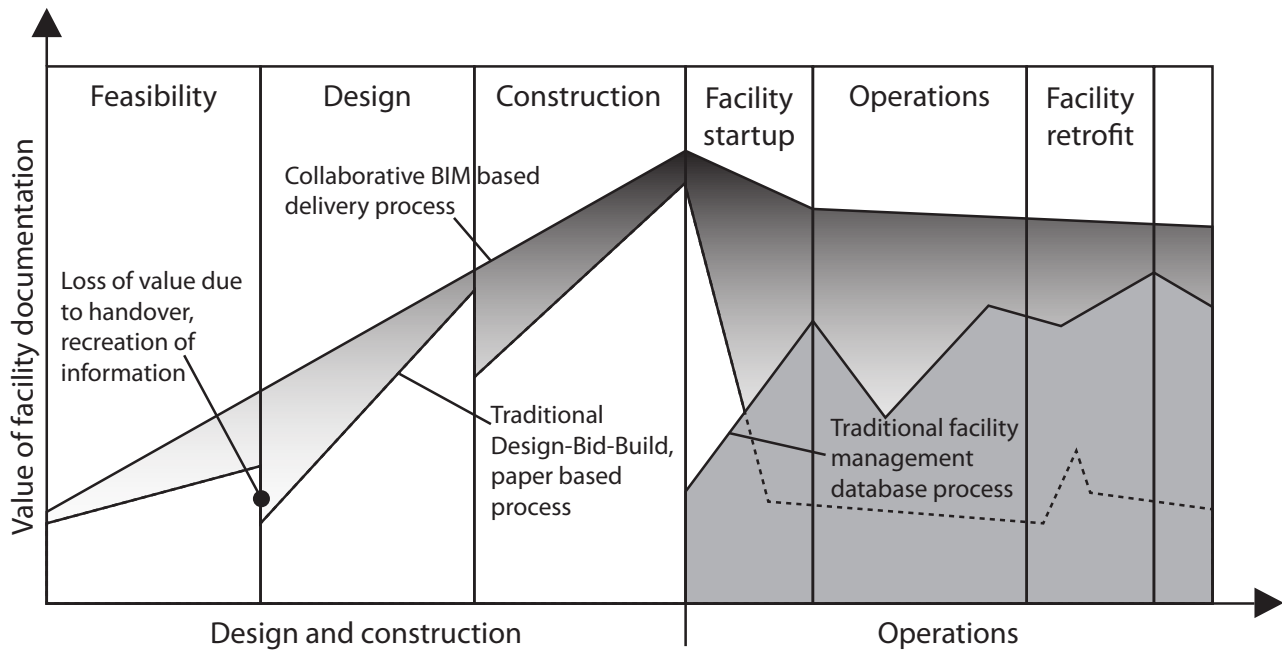 Feasibility
Design
Construction
Facility
startup
Operations
Facility
retrofit
Collaborative BIM based
delivery process
Loss of value due
to handover,
recreation of
information
Traditional
Design-Bid-Build,
paper based
process
Traditional facility
management
database process
Value of facility documentation
Design and construction
Operations